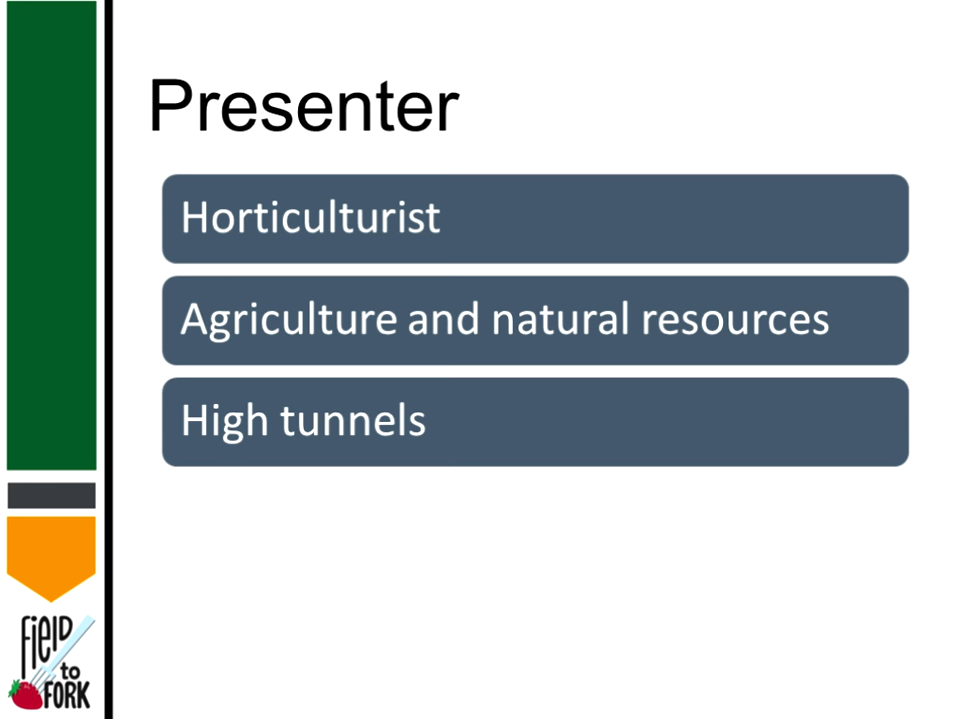 Presenter
Horticulturist
Agriculture and natural resources
High tunnels
FiELD
to
FORK